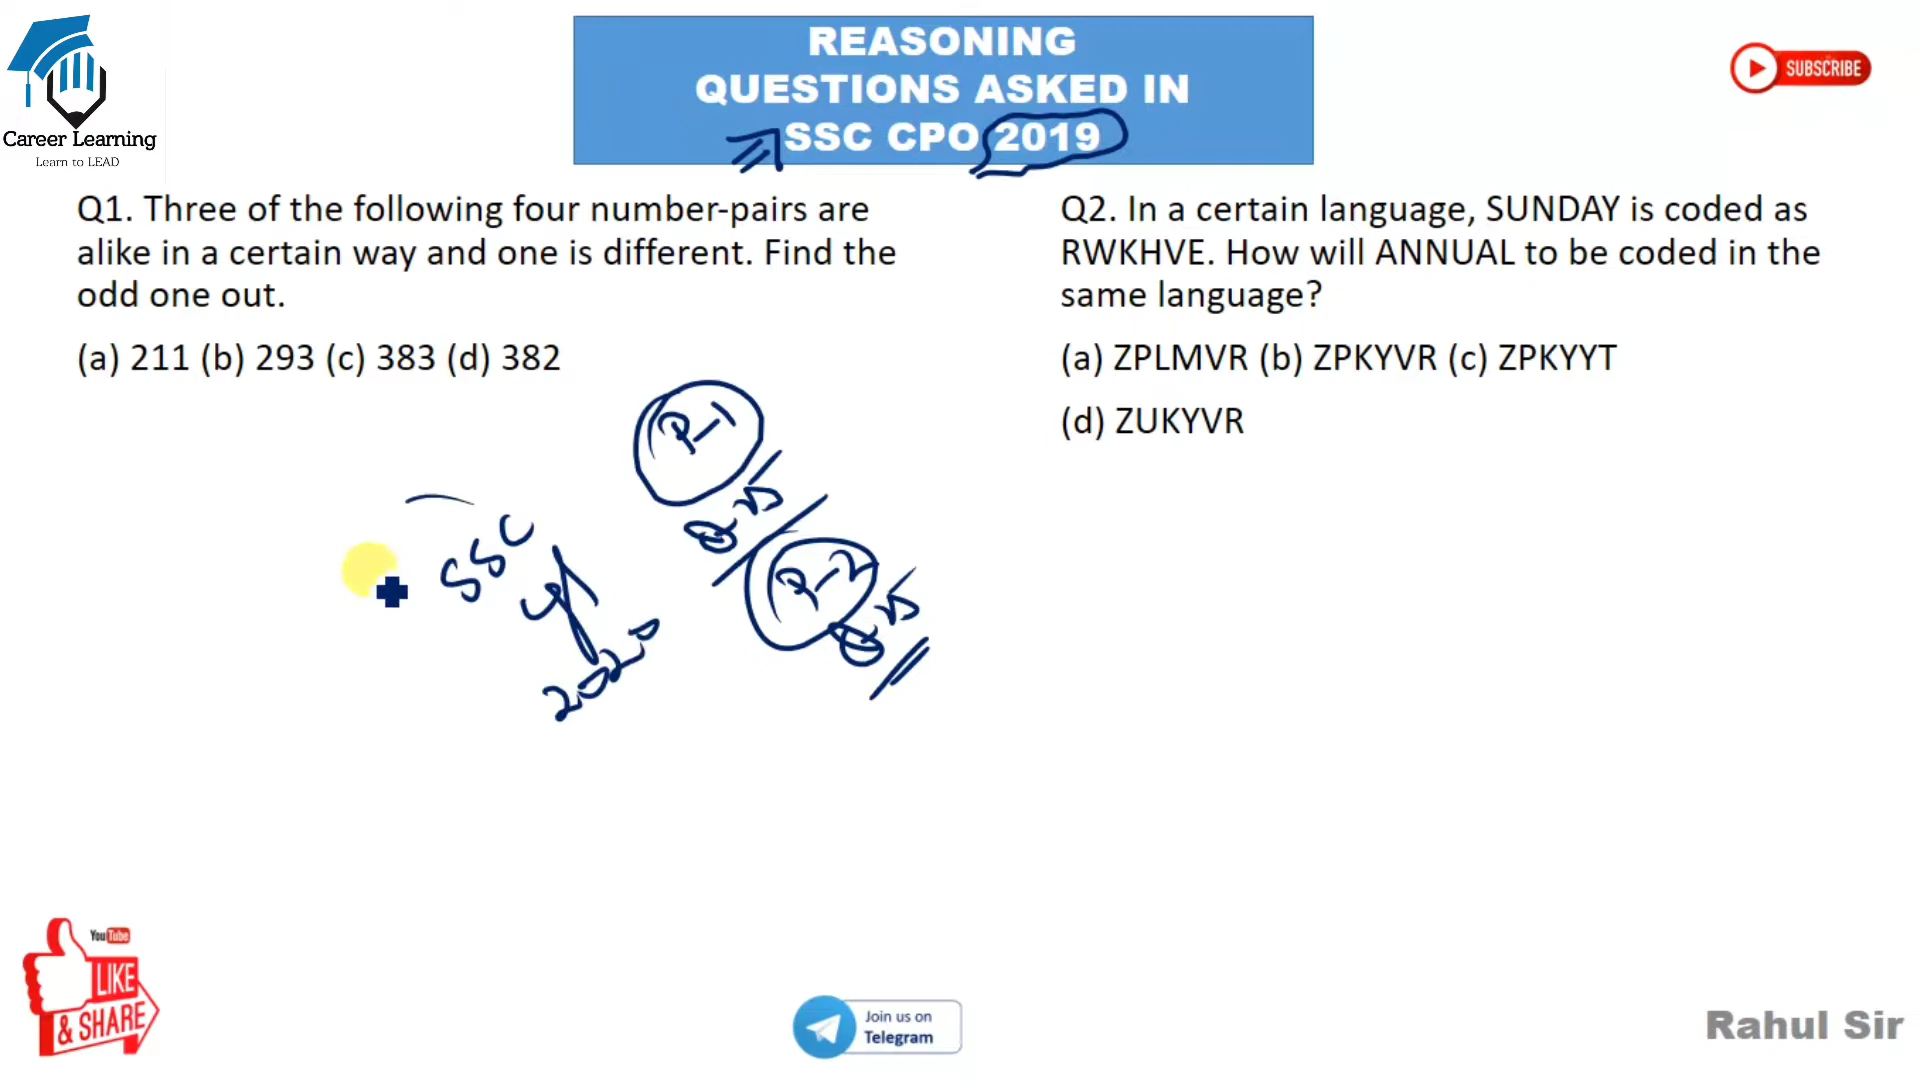 Career Learning
Learn to LEAD
REASONING
QUESTIONS ASKED IN
SSC CPO 2019
SUBSCRIBE
Q1. Three of the following four number-pairs are
alike in a certain way and one is different. Find the
odd one out.
(a) 211 (b) 293 (c) 383 (d) 382
Q2. In a certain language, SUNDAY is coded as
RWKHVE. How will ANNUAL to be coded in the
same language?
(a) ZPLMVR (b) ZPKYVR (c) ZPKYYT
(d) ZUKYVR
P-1
P-2
SSC
2020
YouTube
LIKE
& SHARE
Join us on
Telegram
Rahul Sir